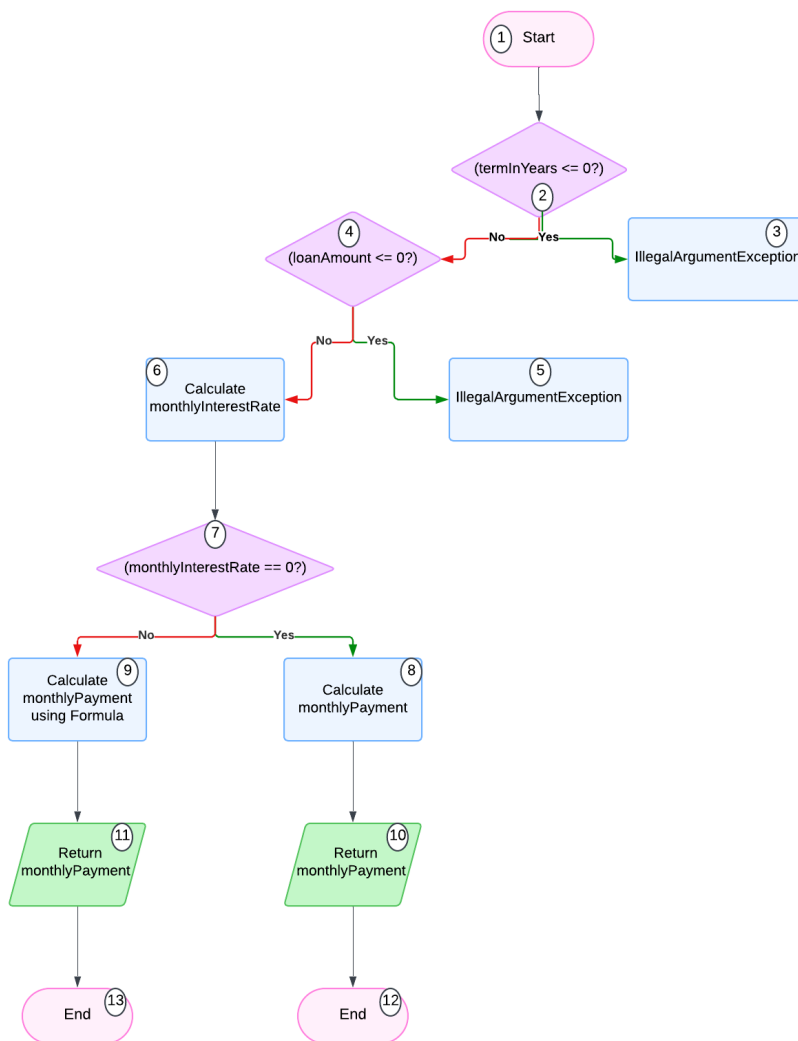 1 Start
(termInYears <= 0?)
2
No Yes
3
IllegalArgumentException
4
(loanAmount <= 0?)
No Yes
6
Calculate
monthlyInterestRate
5
IllegalArgumentException
7
(monthlyInterestRate == 0?)
No Yes
9
Calculate
monthlyPayment
using Formula
8
Calculate
monthlyPayment
11
Return
monthlyPayment
10
Return
monthlyPayment
13
End
12
End